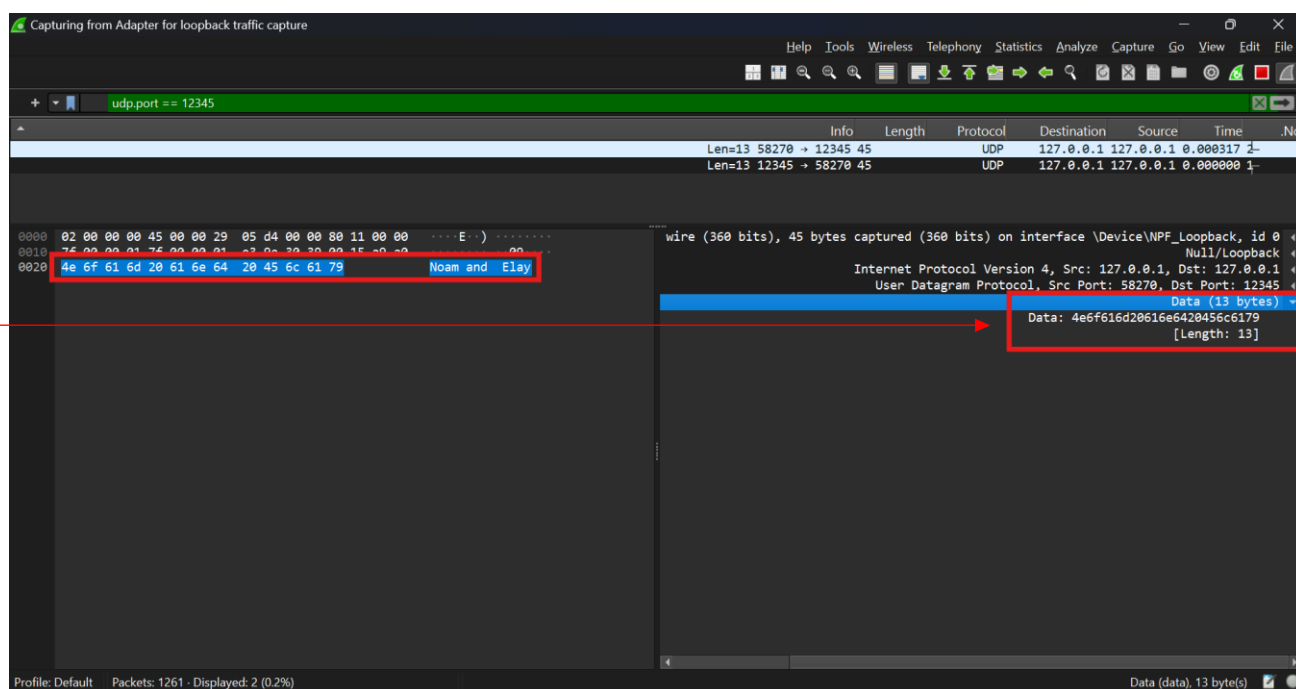 Capturing from Adapter for loopback traffic capture
Help Tools Wireless Telephony Statistics Analyze Capture Go View Edit File
udp.port == 12345
Info Length Protocol Destination Source Time .No
Len=13 58270 → 12345 45 UDP 127.0.0.1 127.0.0.1 0.000317 2
Len=13 12345 → 58270 45 UDP 127.0.0.1 127.0.0.1 0.000000 1
0000 02 00 00 00 45 00 00 29 05 d4 00 00 80 11 00 00 ····E··) ········
0010
0020 4e 6f 61 6d 20 61 6e 64 20 45 6c 61 79 Noam and Elay
wire (360 bits), 45 bytes captured (360 bits) on interface \Device\NPF_Loopback, id 0
Null/Loopback
Internet Protocol Version 4, Src: 127.0.0.1, Dst: 127.0.0.1
User Datagram Protocol, Src Port: 58270, Dst Port: 12345
Data (13 bytes)
Data: 4e6f616d20616e6420456c6179
[Length: 13]
Profile: Default Packets: 1261 · Displayed: 2 (0.2%) Data (data), 13 byte(s)